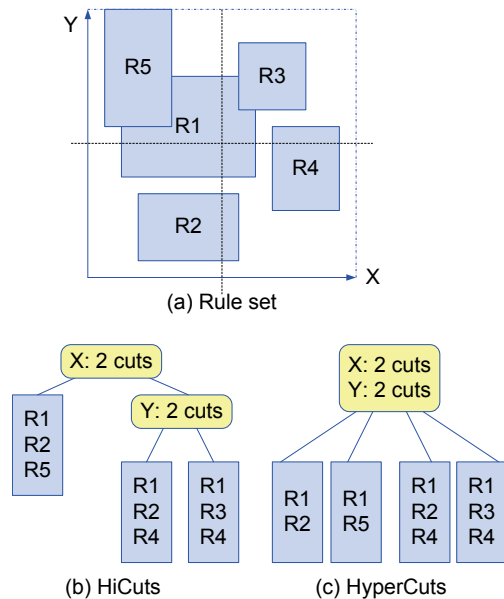 Y
R5
R3
R1
R4
R2
X
(a) Rule set
X: 2 cuts
R1
R2
R5
Y: 2 cuts
R1
R2
R4
R1
R3
R4
(b) HiCuts
X: 2 cuts
Y: 2 cuts
R1
R2
R1
R5
R1
R2
R4
R1
R3
R4
(c) HyperCuts